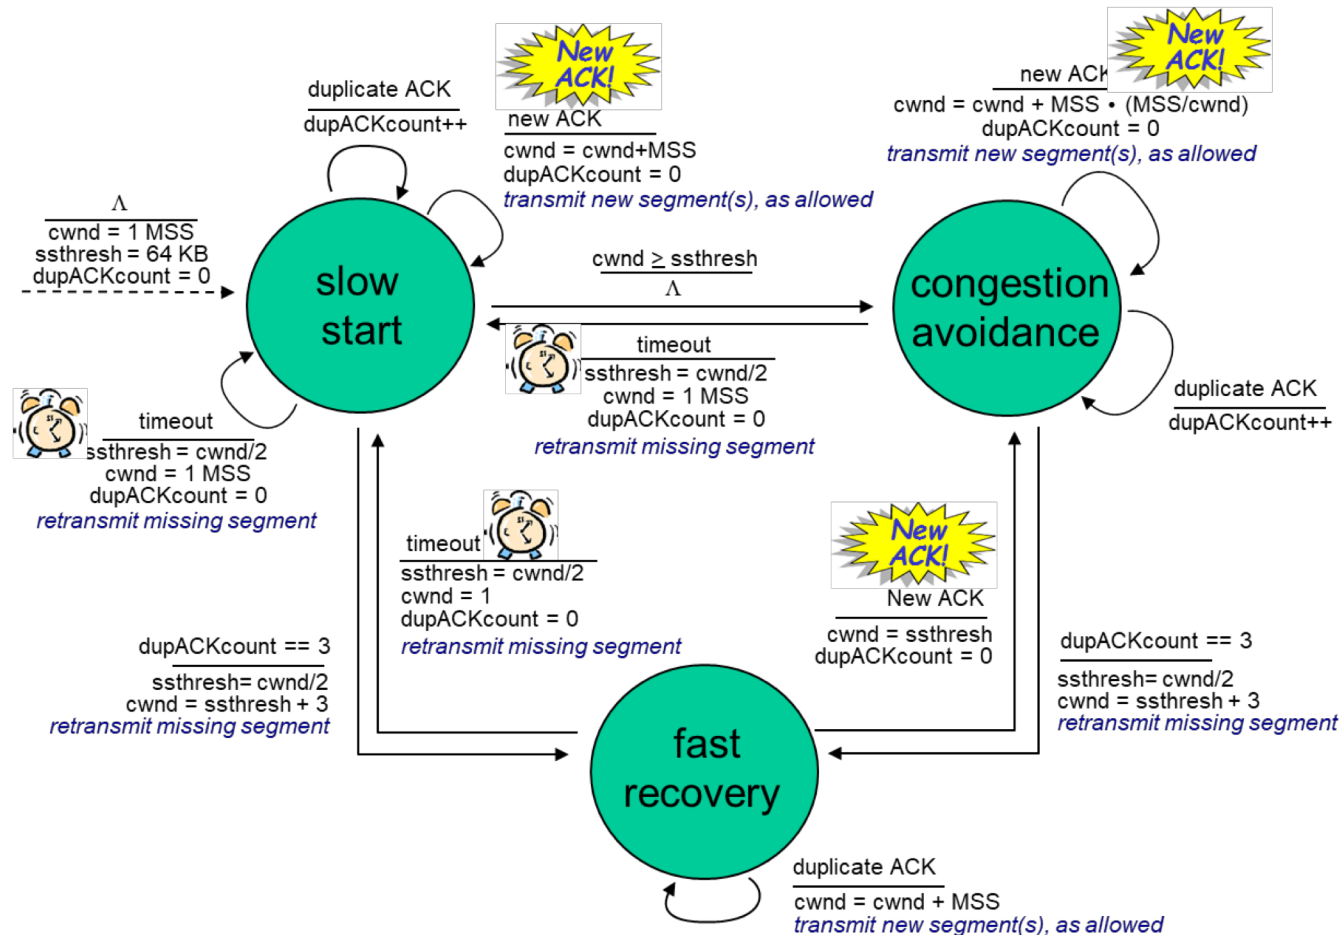 New
ACK!
duplicate ACK
dupACKcount++
new ACK
cwnd = cwnd+MSS
dupACKcount = 0
transmit new segment(s), as allowed
New
ACK!
new ACK
cwnd = cwnd + MSS • (MSS/cwnd)
dupACKcount = 0
transmit new segment(s), as allowed
Λ
cwnd = 1 MSS
ssthresh = 64 KB
dupACKcount = 0
slow
start
cwnd ≥ ssthresh
Λ
congestion
avoidance
timeout
ssthresh = cwnd/2
cwnd = 1 MSS
dupACKcount = 0
retransmit missing segment
duplicate ACK
dupACKcount++
timeout
ssthresh = cwnd/2
cwnd = 1 MSS
dupACKcount = 0
retransmit missing segment
timeout
ssthresh = cwnd/2
cwnd = 1
dupACKcount = 0
retransmit missing segment
New
ACK!
New ACK
cwnd = ssthresh
dupACKcount = 0
dupACKcount == 3
ssthresh= cwnd/2
cwnd = ssthresh + 3
retransmit missing segment
dupACKcount == 3
ssthresh= cwnd/2
cwnd = ssthresh + 3
retransmit missing segment
fast
recovery
duplicate ACK
cwnd = cwnd + MSS
transmit new segment(s), as allowed